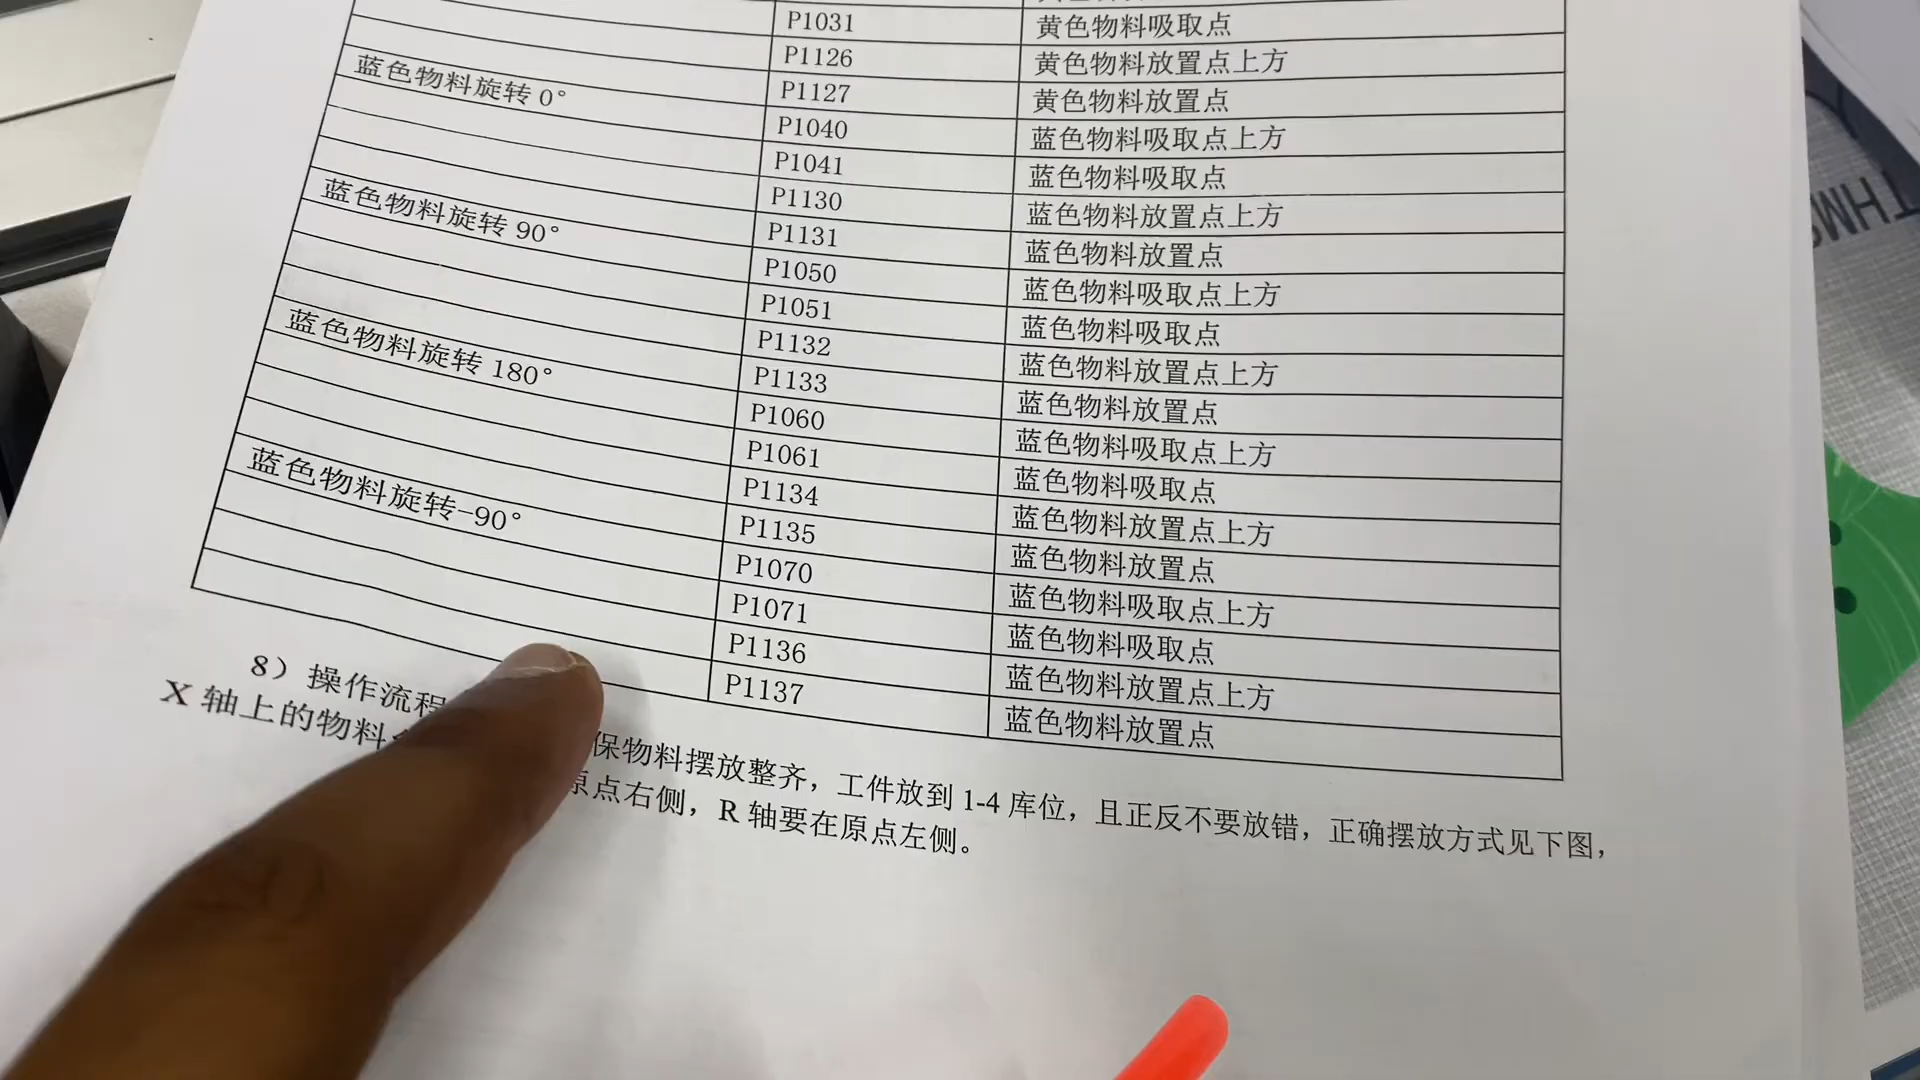 P1031 黄色物料吸取点
P1126 黄色物料放置点上方
P1127 黄色物料放置点
蓝色物料旋转 0° P1040 蓝色物料吸取点上方
P1041 蓝色物料吸取点
P1130 蓝色物料放置点上方
P1131 蓝色物料放置点
蓝色物料旋转 90° P1050 蓝色物料吸取点上方
P1051 蓝色物料吸取点
P1132 蓝色物料放置点上方
P1133 蓝色物料放置点
蓝色物料旋转 180° P1060 蓝色物料吸取点上方
P1061 蓝色物料吸取点
P1134 蓝色物料放置点上方
P1135 蓝色物料放置点
蓝色物料旋转-90° P1070 蓝色物料吸取点上方
P1071 蓝色物料吸取点
P1136 蓝色物料放置点上方
P1137 蓝色物料放置点
8）操作流程 保物料摆放整齐，工件放到 1-4 库位，且正反不要放错，正确摆放方式见下图，
X 轴上的物料 原点右侧，R 轴要在原点左侧。